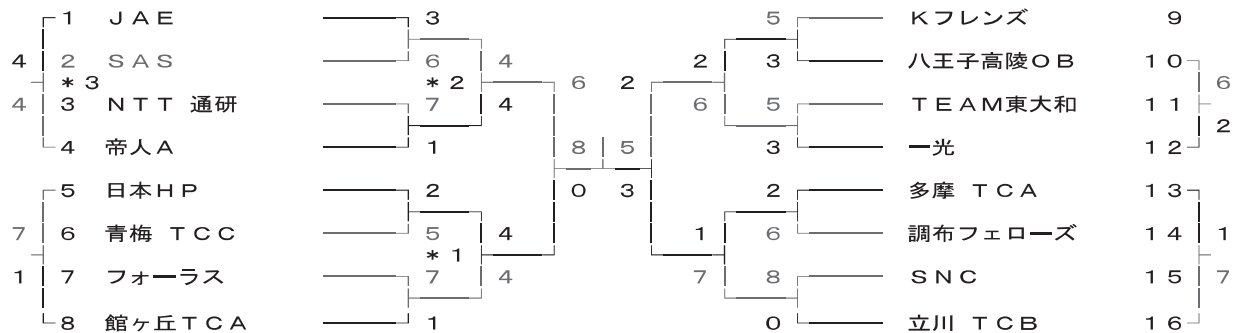 1 JAE 3 5 Kフレンズ 9
4 2 SAS 6 4 2 3 八王子高陵OB 10
*3 *2 6 2 6
4 3 NTT 通研 7 4 6 5 TEAM東大和 11
2
4 帝人A 1 8 5 3 一光 12
5 日本HP 2 0 3 2 多摩 TCA 13
7 6 青梅 TCC 5 4 1 6 調布フェローズ 14 1
*1
1 7 フォーラス 7 4 7 8 SNC 15 7
8 館ヶ丘TCA 1 0 立川 TCB 16